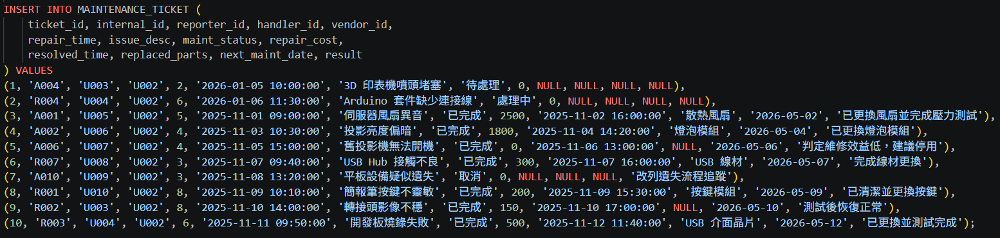 INSERT INTO MAINTENANCE_TICKET (
    ticket_id, internal_id, reporter_id, handler_id, vendor_id,
    repair_time, issue_desc, maint_status, repair_cost,
    resolved_time, replaced_parts, next_maint_date, result
) VALUES
(1, 'A004', 'U003', 'U002', 2, '2026-01-05 10:00:00', '3D 印表機噴頭堵塞', '待處理', 0, NULL, NULL, NULL, NULL),
(2, 'R004', 'U004', 'U002', 6, '2026-01-06 11:30:00', 'Arduino 套件缺少連接線', '處理中', 0, NULL, NULL, NULL, NULL),
(3, 'A001', 'U005', 'U002', 5, '2025-11-01 09:00:00', '伺服器風扇異音', '已完成', 2500, '2025-11-02 16:00:00', '散熱風扇', '2026-05-02', '已更換風扇並完成壓力測試'),
(4, 'A002', 'U006', 'U002', 4, '2025-11-03 10:30:00', '投影亮度偏暗', '已完成', 1800, '2025-11-04 14:20:00', '燈泡模組', '2026-05-04', '已更換燈泡模組'),
(5, 'A006', 'U007', 'U002', 4, '2025-11-05 15:00:00', '舊投影機無法開機', '已完成', 0, '2025-11-06 13:00:00', NULL, '2026-05-06', '判定維修效益低，建議停用'),
(6, 'R007', 'U008', 'U002', 3, '2025-11-07 09:40:00', 'USB Hub 接觸不良', '已完成', 300, '2025-11-07 16:00:00', 'USB 線材', '2026-05-07', '完成線材更換'),
(7, 'A010', 'U009', 'U002', 4, '2025-11-08 13:20:00', '平板設備疑似遺失', '取消', 0, NULL, NULL, NULL, '改列遺失流程追蹤'),
(8, 'R001', 'U010', 'U002', 8, '2025-11-09 10:10:00', '簡報筆按鍵不靈敏', '已完成', 200, '2025-11-09 15:30:00', '按鍵模組', '2026-05-09', '已清潔並更換按鍵'),
(9, 'R002', 'U003', 'U002', 8, '2025-11-10 14:00:00', '轉接頭影像不穩', '已完成', 150, '2025-11-10 17:00:00', NULL, '2026-05-10', '測試後恢復正常'),
(10, 'R003', 'U004', 'U002', 6, '2025-11-11 09:50:00', '開發板燒錄失敗', '已完成', 500, '2025-11-12 11:40:00', 'USB 介面晶片', '2026-05-12', '已更換並測試完成');